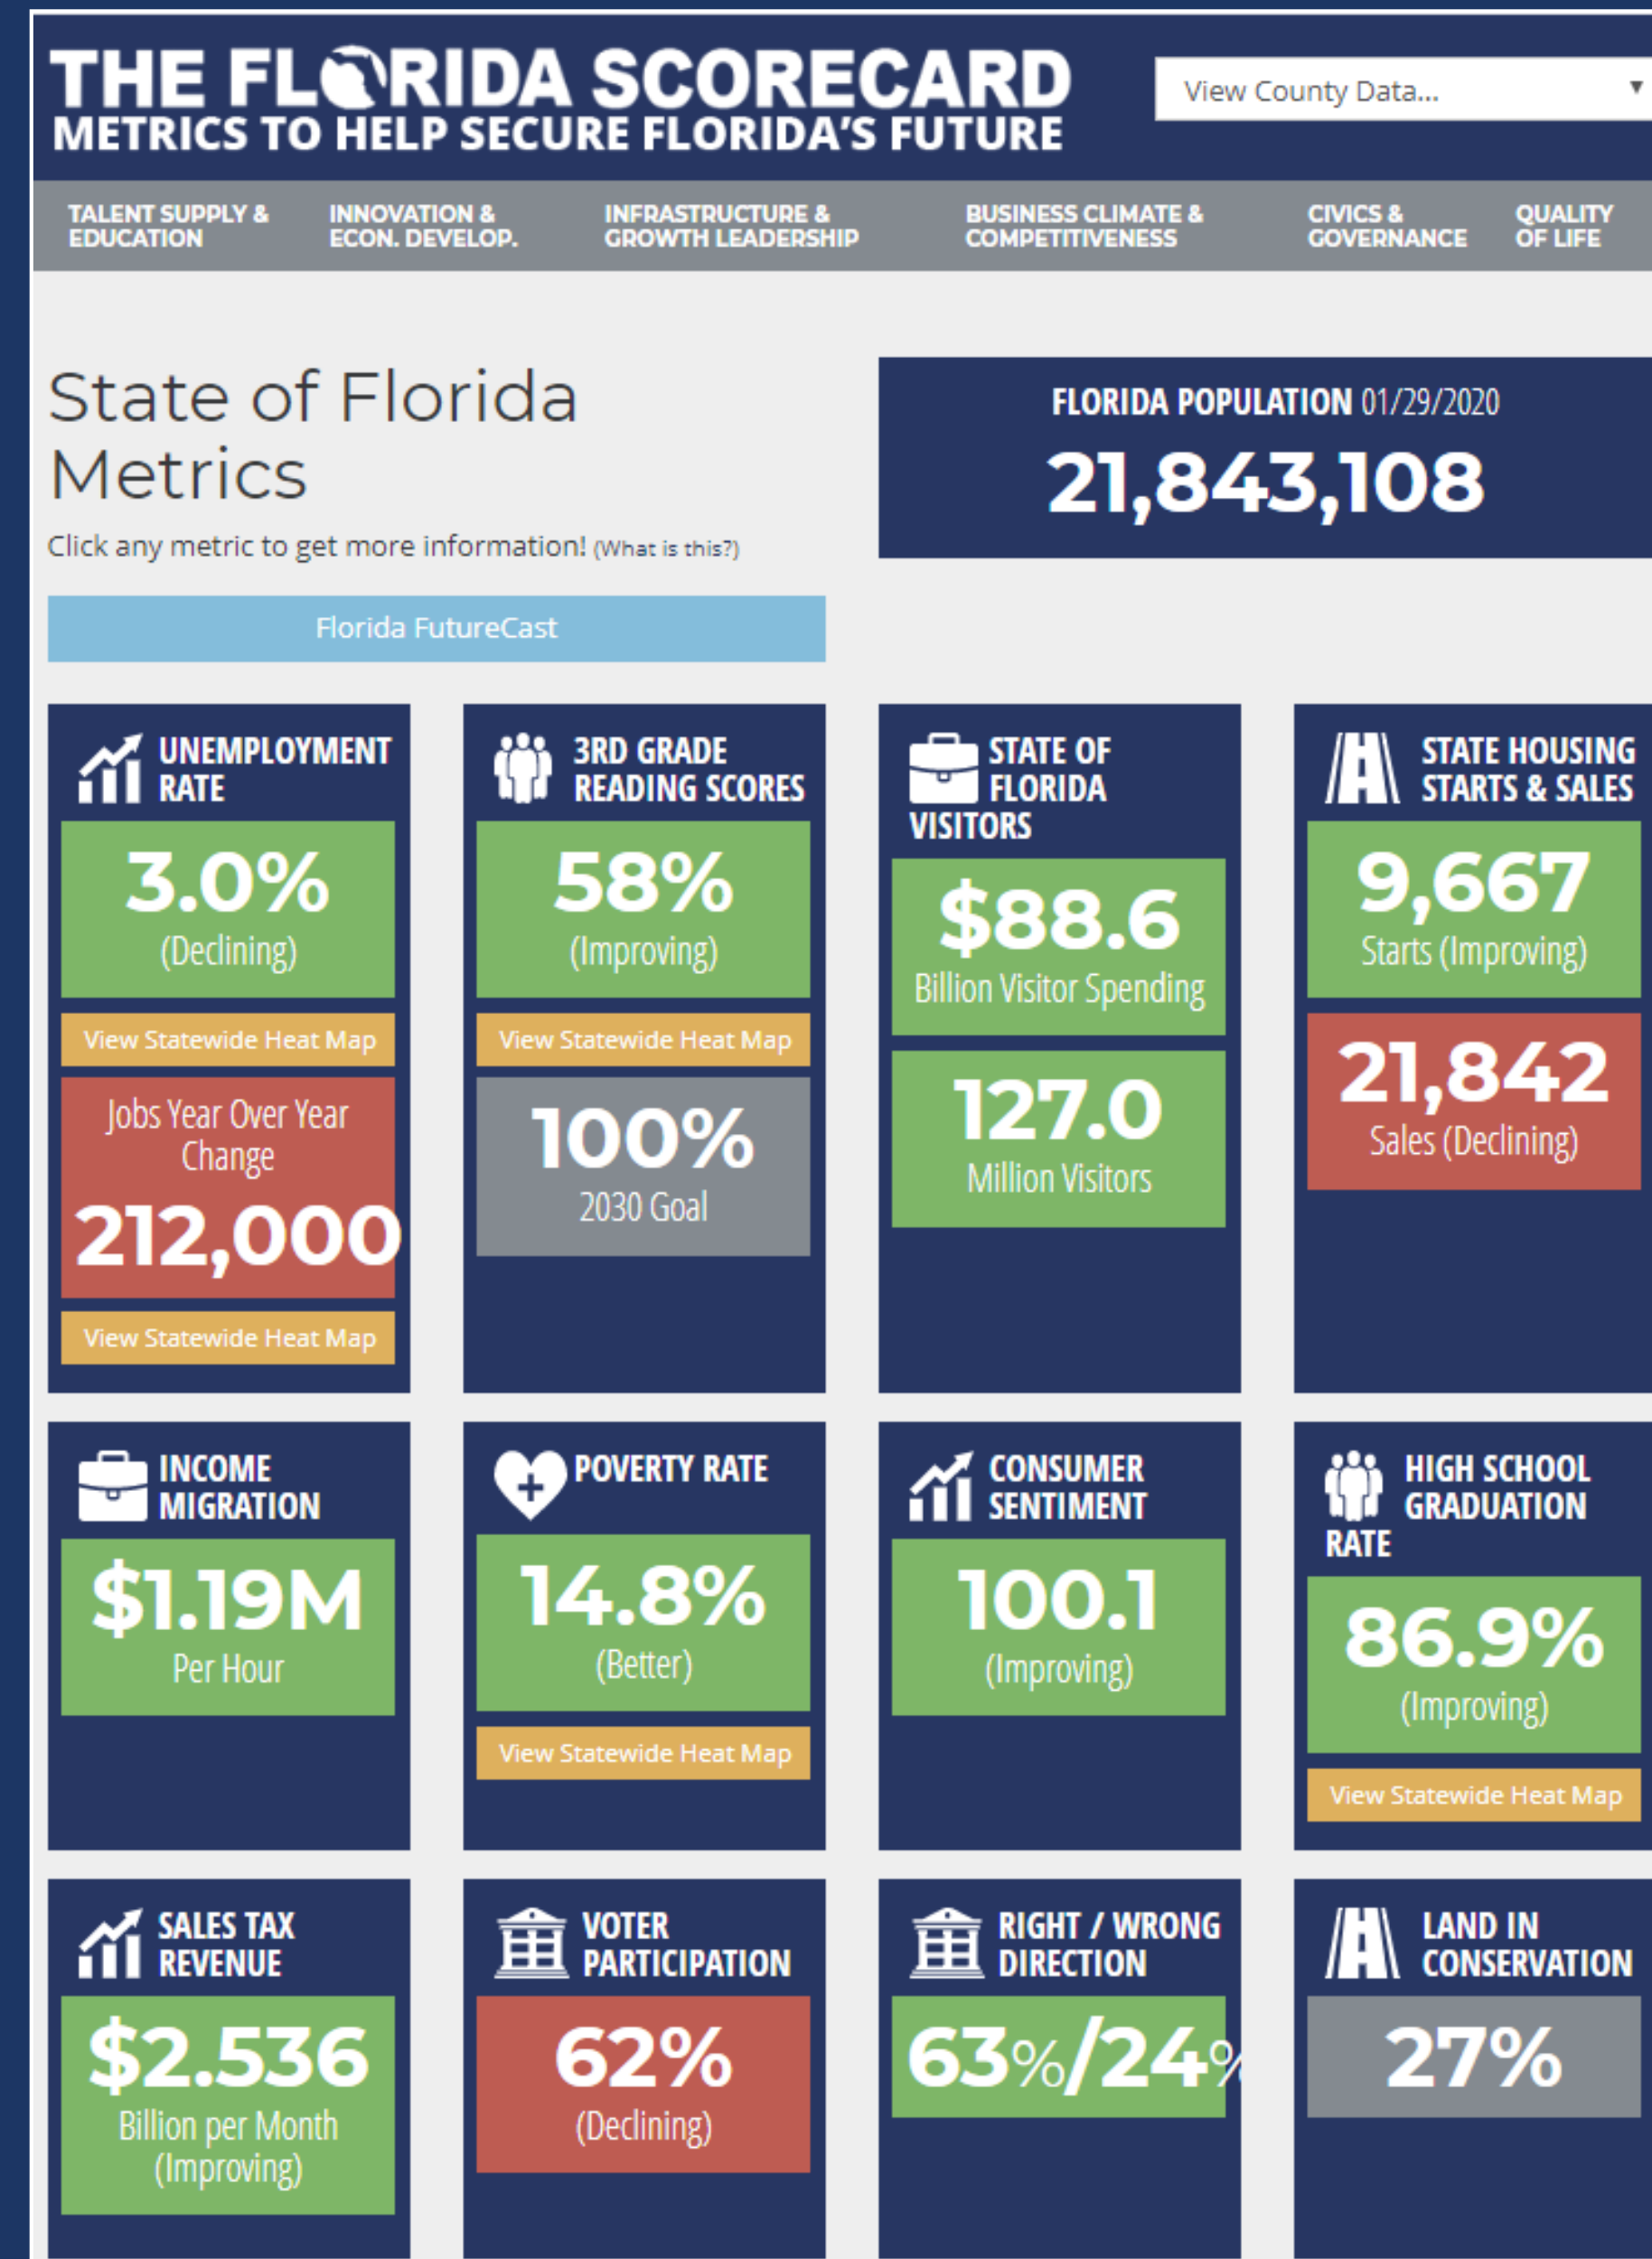 THE FLORIDA SCORECARD
METRICS TO HELP SECURE FLORIDA'S FUTURE
View County Data...
TALENT SUPPLY &
EDUCATION
INNOVATION &
ECON. DEVELOP.
INFRASTRUCTURE &
GROWTH LEADERSHIP
BUSINESS CLIMATE &
COMPETITIVENESS
CIVICS &
GOVERNANCE
QUALITY
OF LIFE
State of Florida
Metrics
Click any metric to get more information! (What is this?)
Florida FutureCast
FLORIDA POPULATION 01/29/2020
21,843,108
UNEMPLOYMENT
RATE
3.0%
(Declining)
View Statewide Heat Map
Jobs Year Over Year
Change
212,000
View Statewide Heat Map
3RD GRADE
READING SCORES
58%
(Improving)
View Statewide Heat Map
100%
2030 Goal
STATE OF
FLORIDA
VISITORS
$88.6
Billion Visitor Spending
127.0
Million Visitors
STATE HOUSING
STARTS & SALES
9,667
Starts (Improving)
21,842
Sales (Declining)
INCOME
MIGRATION
$1.19M
Per Hour
POVERTY RATE
14.8%
(Better)
View Statewide Heat Map
CONSUMER
SENTIMENT
100.1
(Improving)
HIGH SCHOOL
GRADUATION
RATE
86.9%
(Improving)
View Statewide Heat Map
SALES TAX
REVENUE
$2.536
Billion per Month
(Improving)
VOTER
PARTICIPATION
62%
(Declining)
RIGHT / WRONG
DIRECTION
63%/24%
LAND IN
CONSERVATION
27%